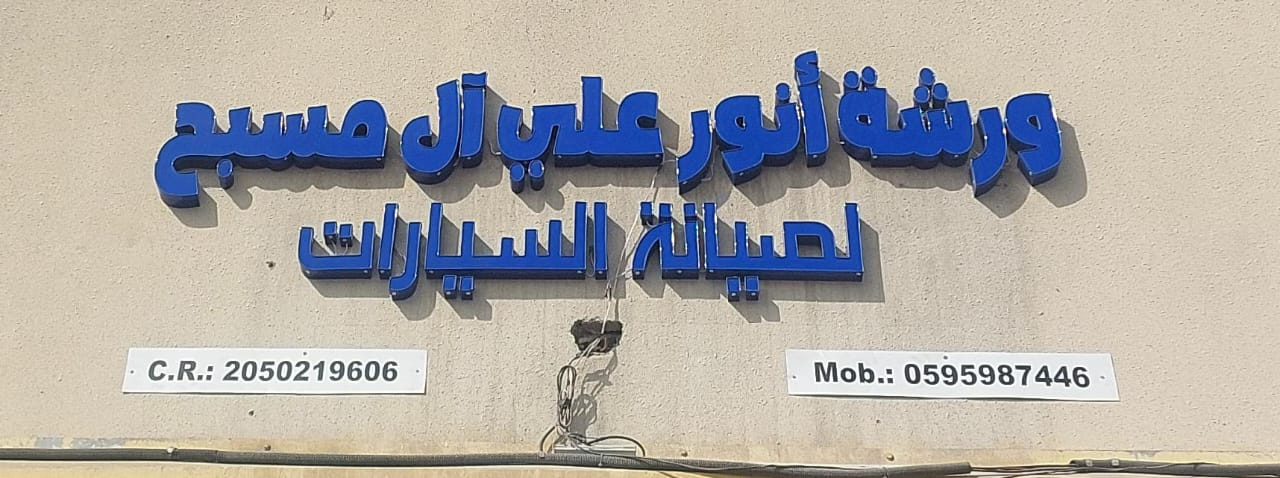 ورشة أنور علي آل مسبح
لصيانة السيارات
C.R.: 2050219606
Mob.: 0595987446